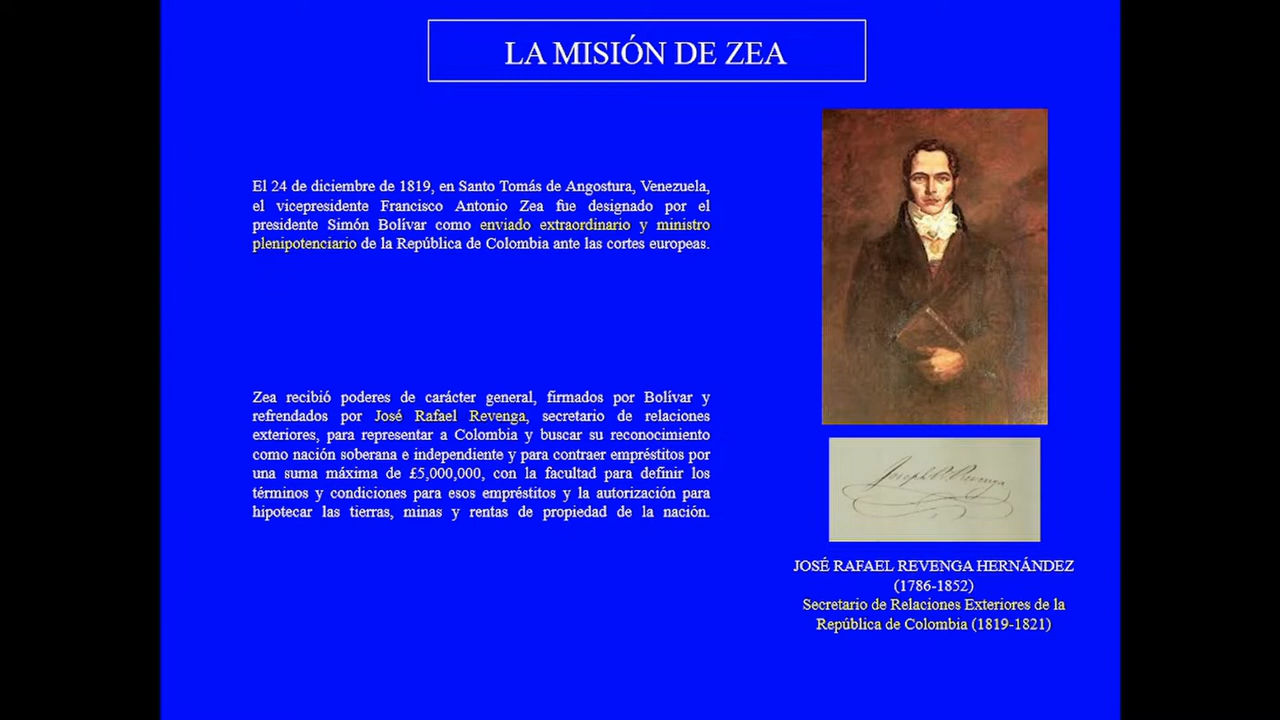 LA MISIÓN DE ZEA
El 24 de diciembre de 1819, en Santo Tomás de Angostura, Venezuela,
el vicepresidente Francisco Antonio Zea fue designado por el
presidente Simón Bolívar como enviado extraordinario y ministro
plenipotenciario de la República de Colombia ante las cortes europeas.
Zea recibió poderes de carácter general, firmados por Bolívar y
refrendados por José Rafael Revenga, secretario de relaciones
exteriores, para representar a Colombia y buscar su reconocimiento
como nación soberana e independiente y para contraer empréstitos por
una suma máxima de £5,000,000, con la facultad para definir los
términos y condiciones para esos empréstitos y la autorización para
hipotecar las tierras, minas y rentas de propiedad de la nación.
Joseph R. Revenga
JOSÉ RAFAEL REVENGA HERNÁNDEZ
(1786-1852)
Secretario de Relaciones Exteriores de la
República de Colombia (1819-1821)